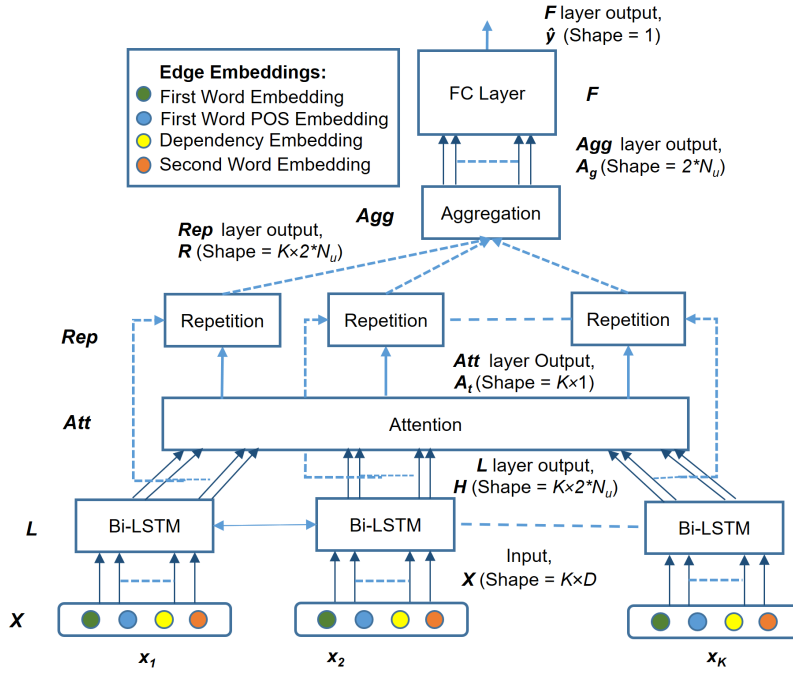 F layer output,
ŷ (Shape = 1)
Edge Embeddings:
First Word Embedding
First Word POS Embedding
Dependency Embedding
Second Word Embedding
FC Layer
F
Agg layer output,
Ag (Shape = 2*Nu)
Agg
Aggregation
Rep layer output,
R (Shape = K×2*Nu)
Rep
Repetition
Repetition
Repetition
Att layer Output,
At (Shape = K×1)
Att
Attention
L layer output,
H (Shape = K×2*Nu)
L
Bi-LSTM
Bi-LSTM
Bi-LSTM
Input,
X (Shape = K×D
X
x1
x2
xK